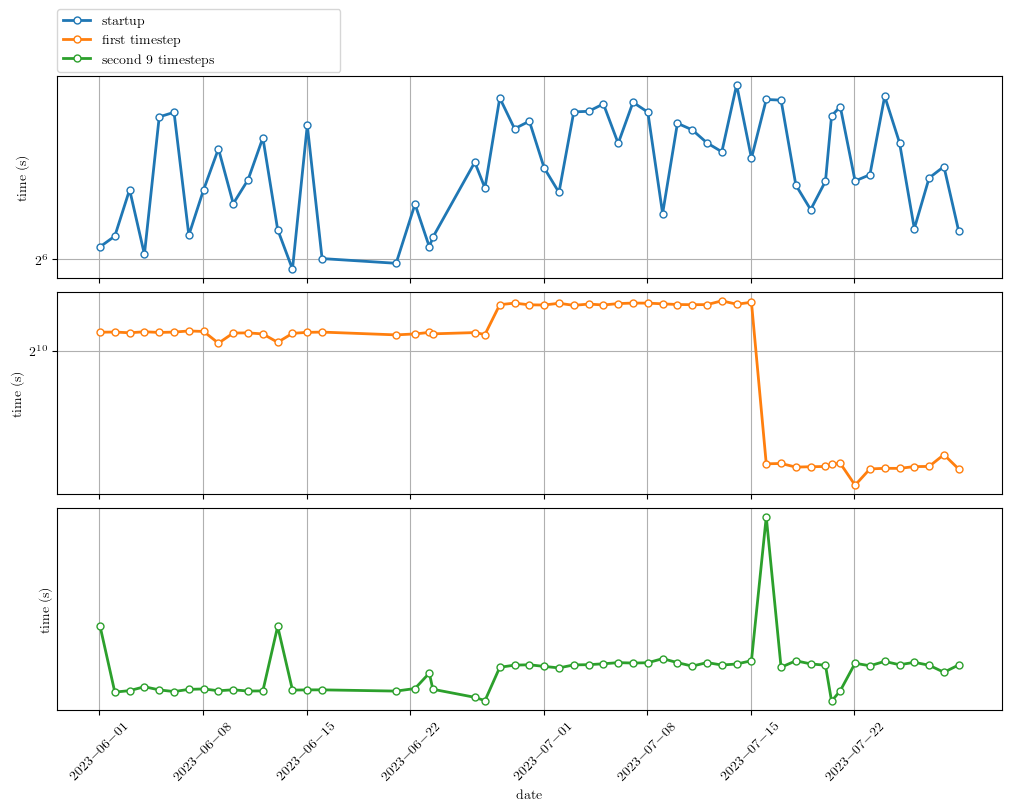 startup
first timestep
second 9 timesteps
time (s)
2^6
time (s)
2^10
time (s)
2023−06−01
2023−06−08
2023−06−15
2023−06−22
2023−07−01
2023−07−08
2023−07−15
2023−07−22
date